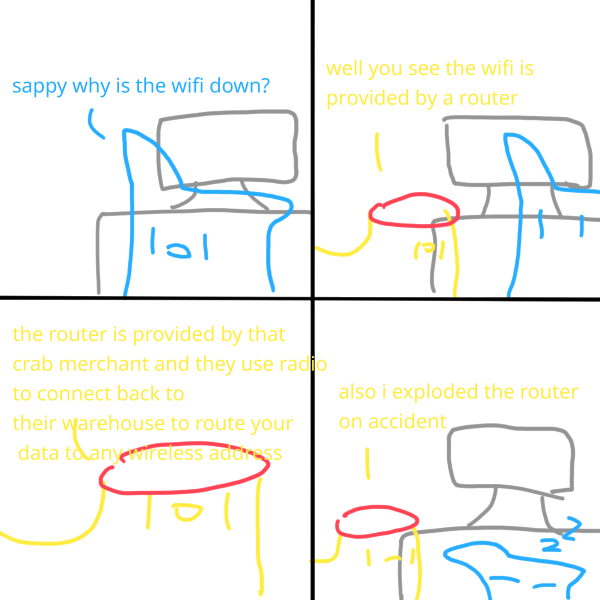 sappy why is the wifi down?
well you see the wifi is
provided by a router
the router is provided by that
crab merchant and they use radio
to connect back to
their warehouse to route your
data to any wireless address
also i exploded the router
on accident
z
z